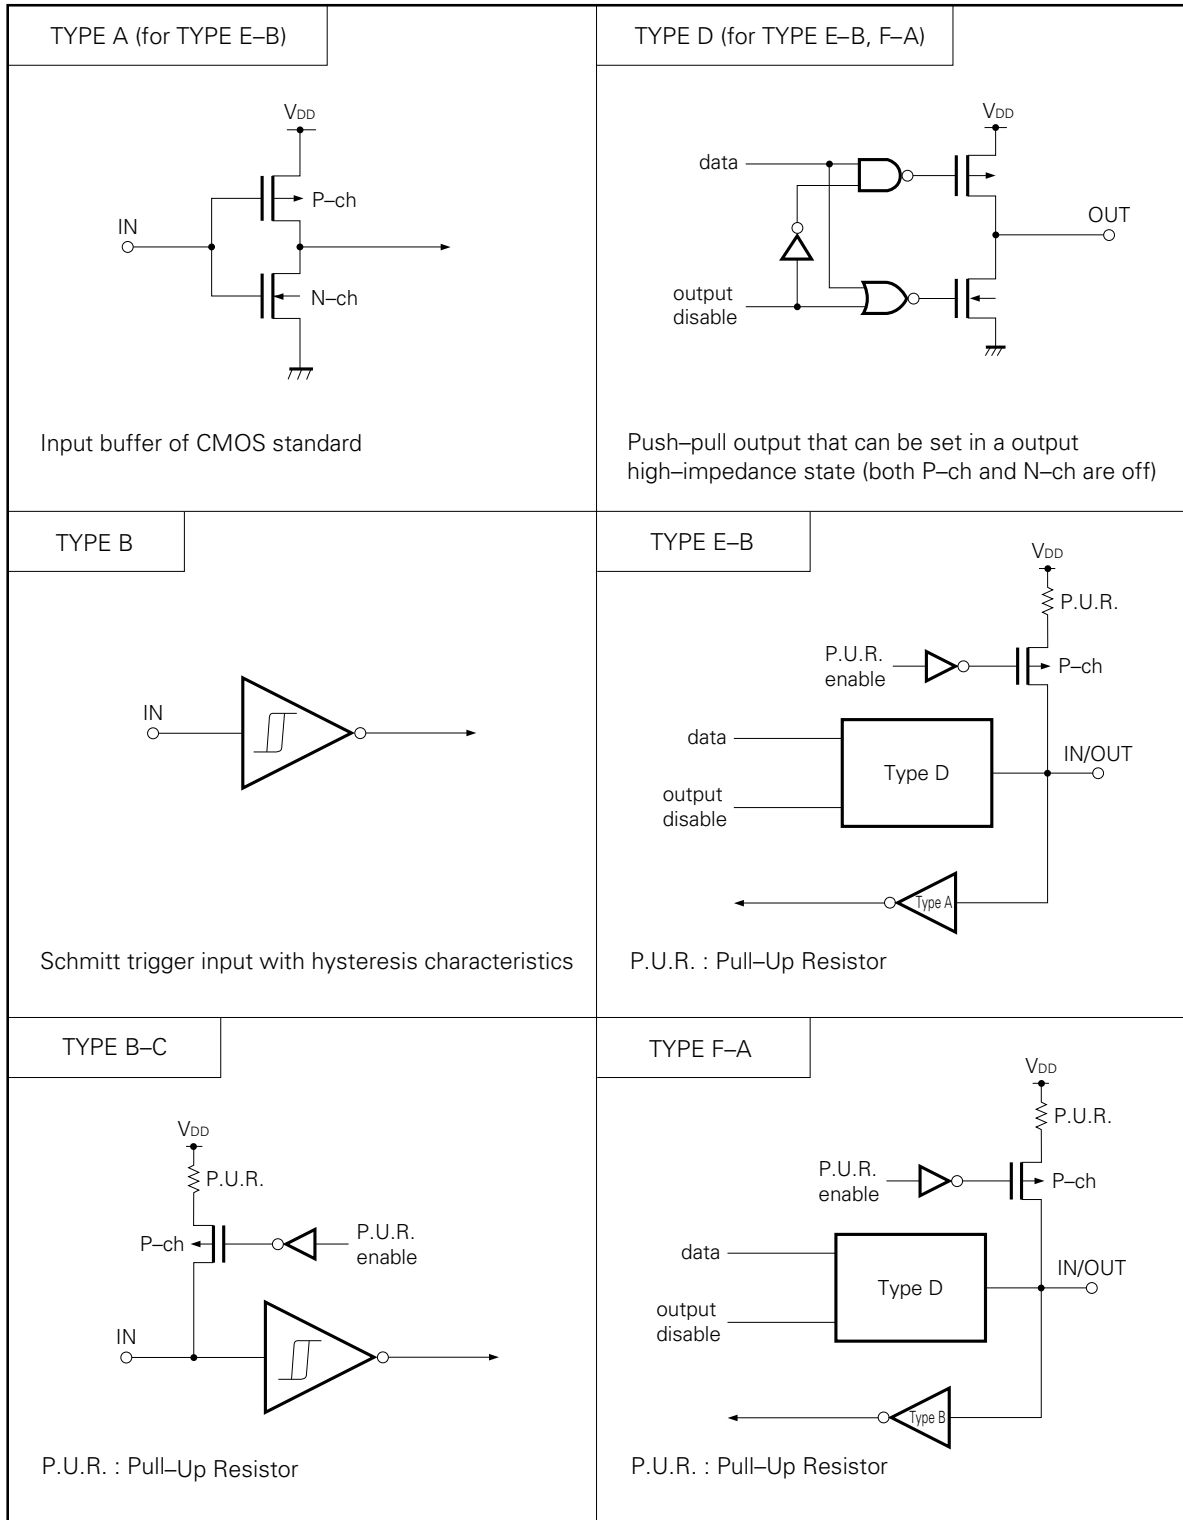 TYPE A (for TYPE E–B)
VDD
P–ch
IN
N–ch
Input buffer of CMOS standard
TYPE D (for TYPE E–B, F–A)
VDD
data
OUT
output
disable
Push–pull output that can be set in a output
high–impedance state (both P–ch and N–ch are off)
TYPE B
IN
Schmitt trigger input with hysteresis characteristics
TYPE E–B
VDD
P.U.R.
P.U.R.
enable
P–ch
data
Type D
IN/OUT
output
disable
Type A
P.U.R. : Pull–Up Resistor
TYPE B–C
VDD
P.U.R.
P–ch
P.U.R.
enable
IN
P.U.R. : Pull–Up Resistor
TYPE F–A
VDD
P.U.R.
P.U.R.
enable
P–ch
data
Type D
IN/OUT
output
disable
Type B
P.U.R. : Pull–Up Resistor